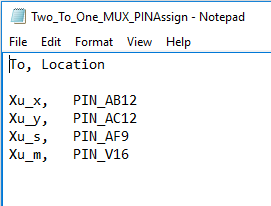 Two_To_One_MUX_PINAssign - Notepad
File Edit Format View Help
To, Location
Xu_x, PIN_AB12
Xu_y, PIN_AC12
Xu_s, PIN_AF9
Xu_m, PIN_V16